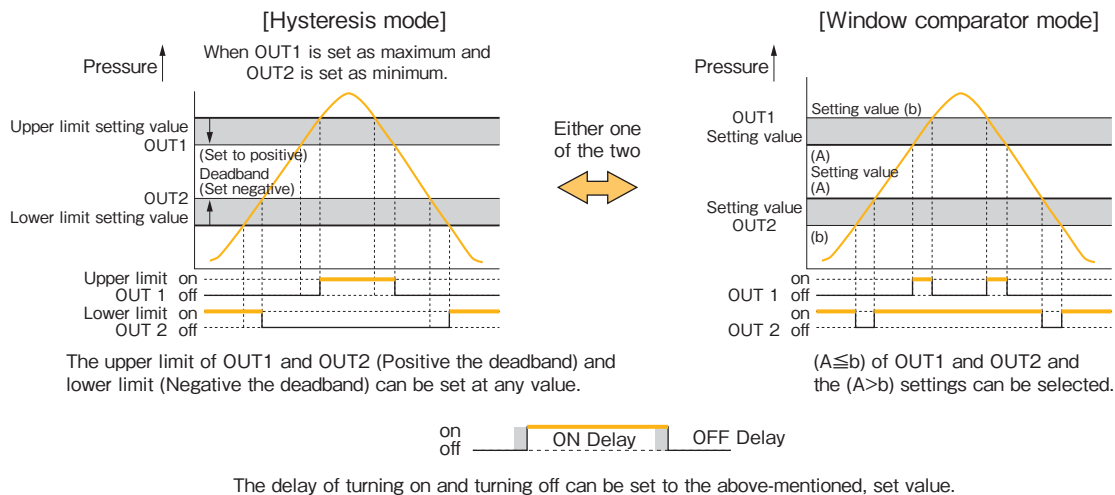 [Hysteresis mode]
When OUT1 is set as maximum and
OUT2 is set as minimum.
Pressure
Upper limit setting value
OUT1
(Set to positive)
Deadband
(Set negative)
OUT2
Lower limit setting value
Upper limit on
OUT 1 off
Lower limit on
OUT 2 off
The upper limit of OUT1 and OUT2 (Positive the deadband) and
lower limit (Negative the deadband) can be set at any value.
Either one
of the two
[Window comparator mode]
Pressure
OUT1
Setting value
Setting value (b)
(A)
Setting value
(A)
Setting value
OUT2
(b)
on
OUT 1 off
on
OUT 2 off
(A≦b) of OUT1 and OUT2 and
the (A>b) settings can be selected.
on
off
ON Delay
OFF Delay
The delay of turning on and turning off can be set to the above-mentioned, set value.